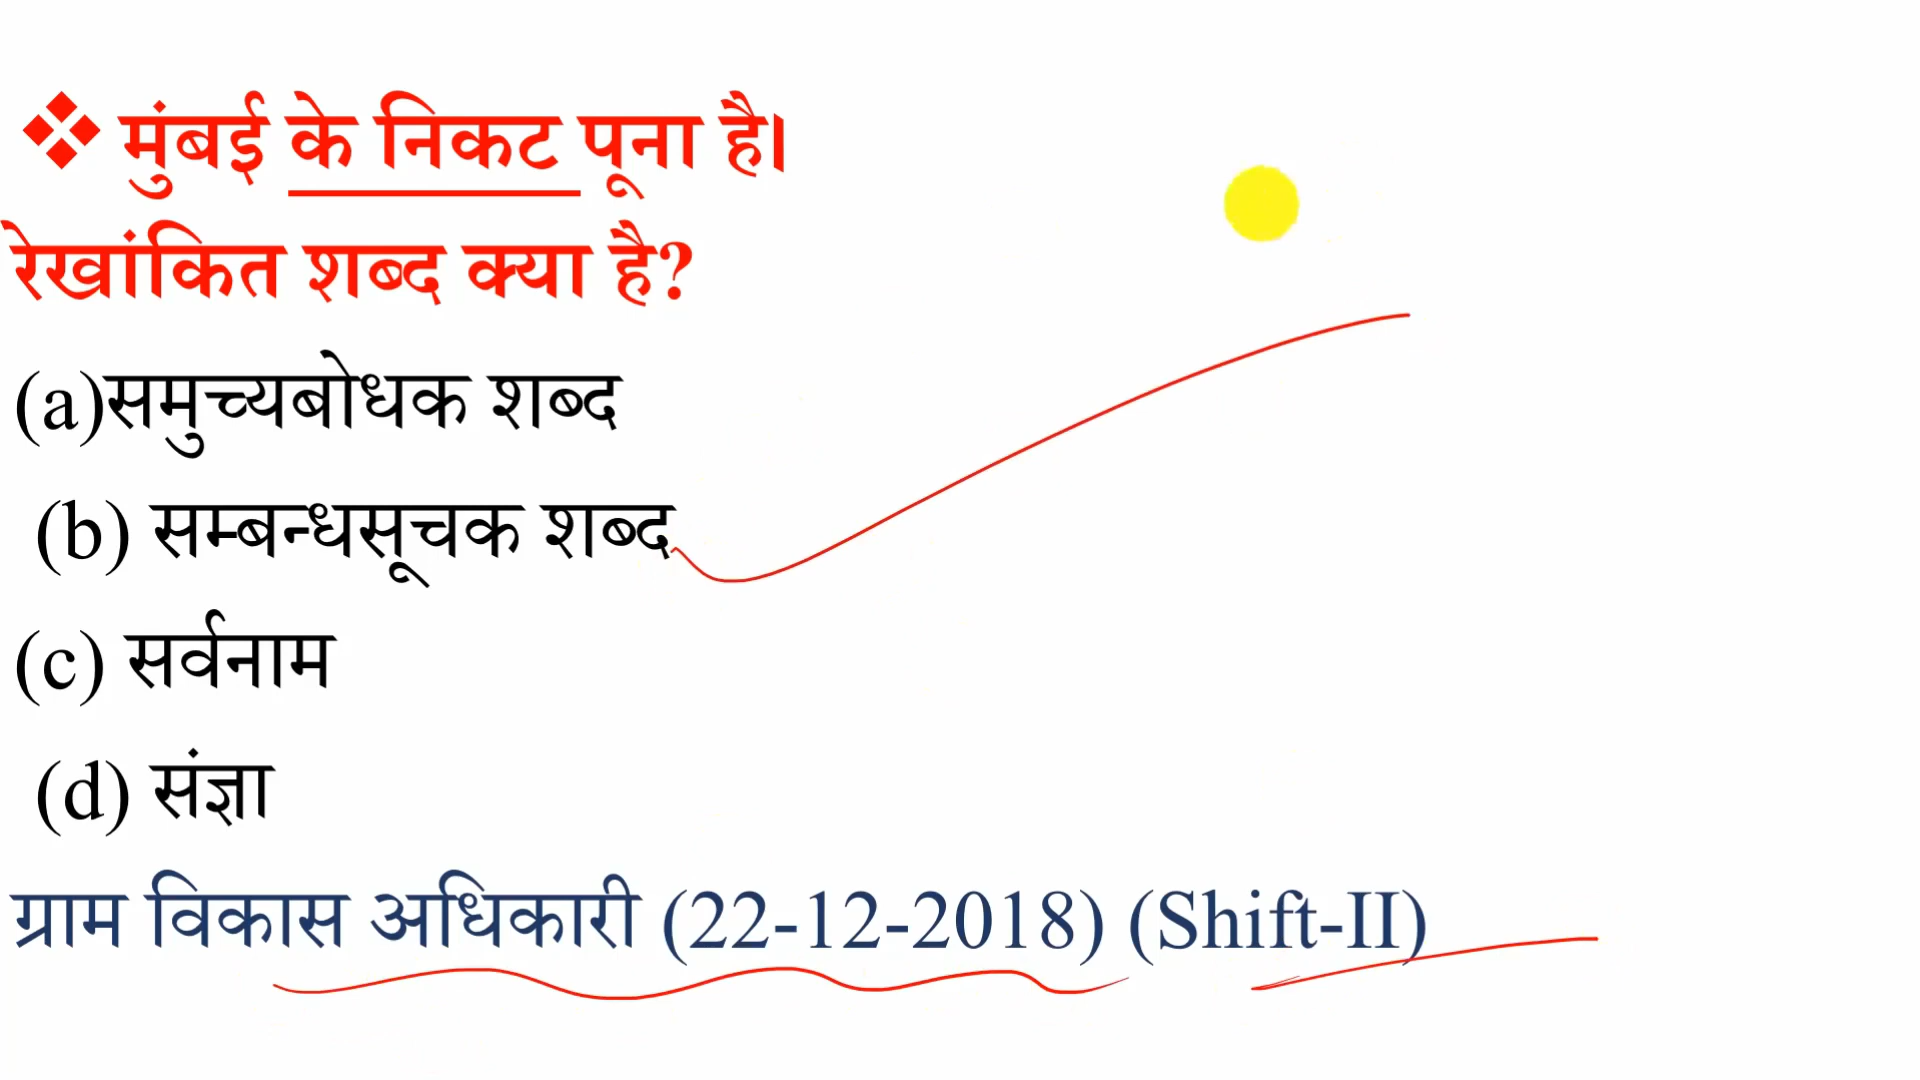 ❖ मुंबई के निकट पूना है।
रेखांकित शब्द क्या है?
(a)समुच्यबोधक शब्द
(b) सम्बन्धसूचक शब्द
(c) सर्वनाम
(d) संज्ञा
ग्राम विकास अधिकारी (22-12-2018) (Shift-II)